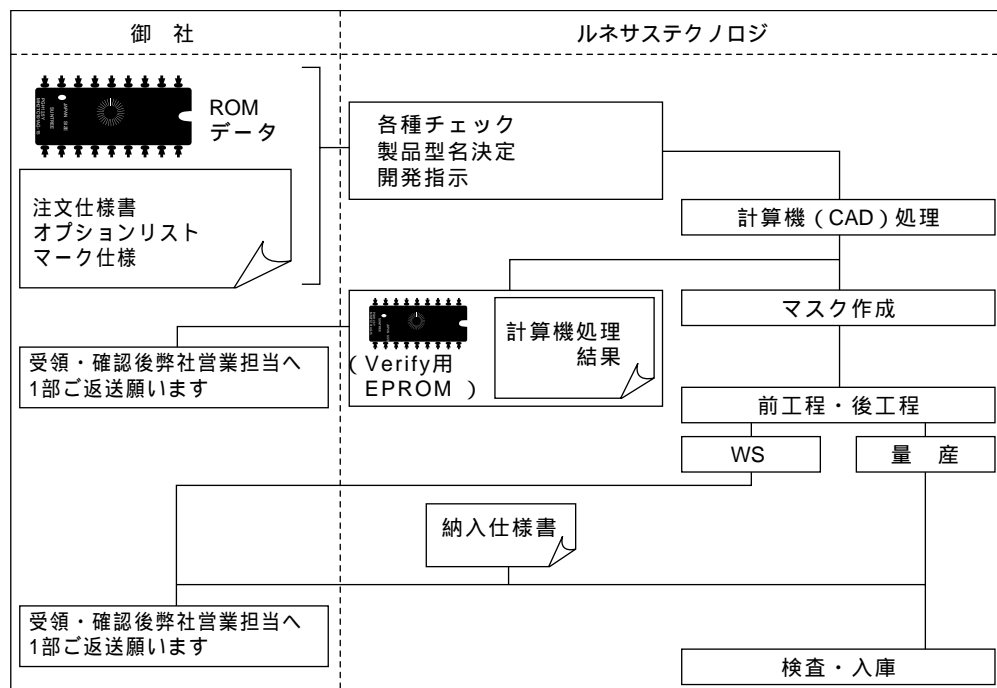 御　社
ルネサステクノロジ
ROM
データ
注文仕様書
オプションリスト
マーク仕様
各種チェック
製品型名決定
開発指示
計算機(CAD)処理
マスク作成
計算機処理
結果
(Verify用
EPROM )
受領・確認後弊社営業担当へ
1部ご返送願います
前工程・後工程
WS
量　産
納入仕様書
受領・確認後弊社営業担当へ
1部ご返送願います
検査・入庫